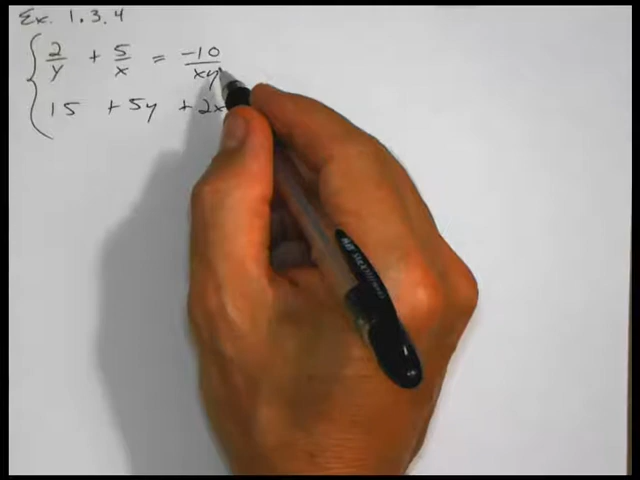 Ex. 1.3.4
2/y + 5/x = -10/xy
15 + 5y + 2x